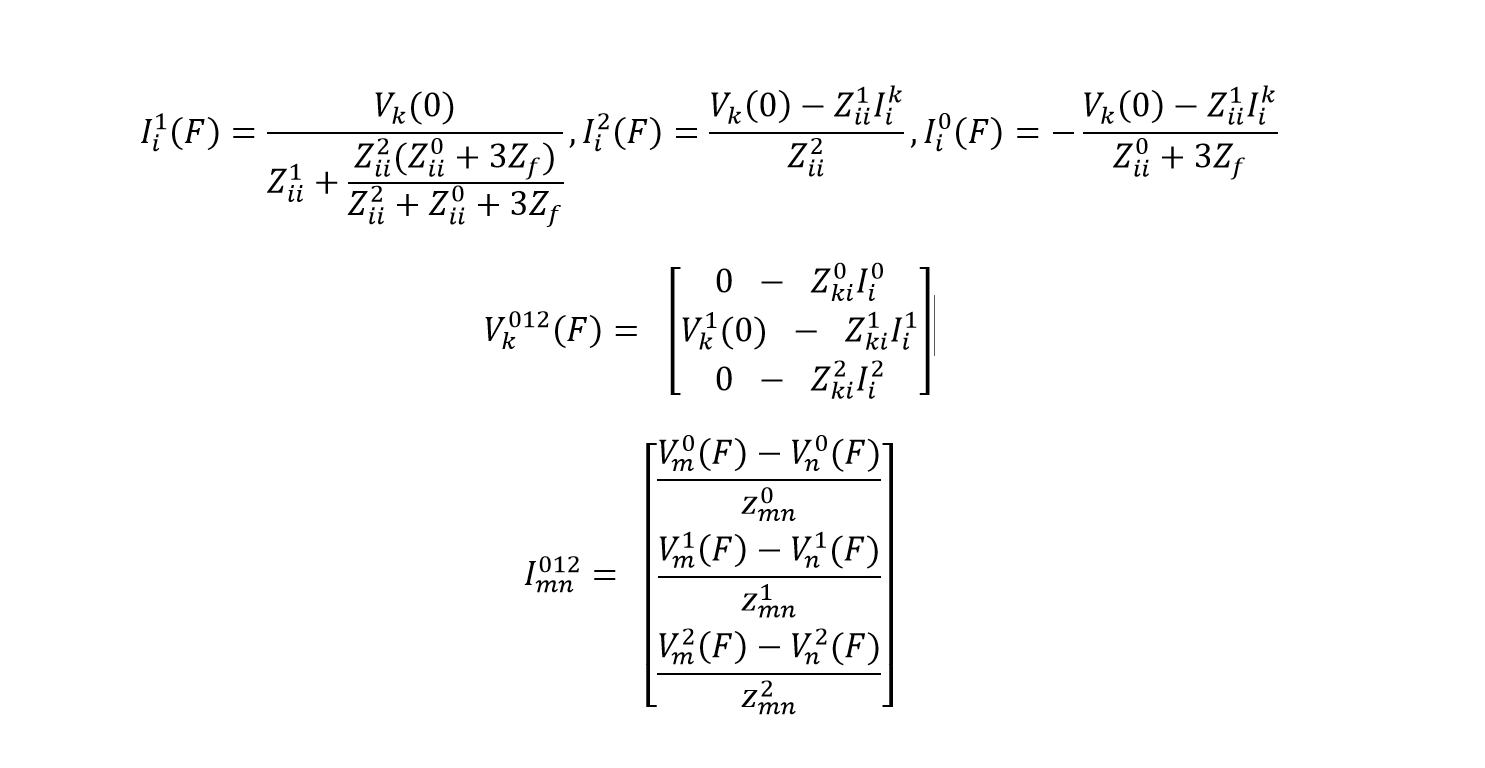 $I_i^1(F) = \frac{V_k(0)}{Z_{ii}^1 + \frac{Z_{ii}^2(Z_{ii}^0 + 3Z_f)}{Z_{ii}^2 + Z_{ii}^0 + 3Z_f}}, I_i^2(F) = \frac{V_k(0) - Z_{ii}^1 I_i^k}{Z_{ii}^2}, I_i^0(F) = -\frac{V_k(0) - Z_{ii}^1 I_i^k}{Z_{ii}^0 + 3Z_f}$
$V_k^{012}(F) = \begin{bmatrix} 0 - Z_{ki}^0 I_i^0 \\ V_k^1(0) - Z_{ki}^1 I_i^1 \\ 0 - Z_{ki}^2 I_i^2 \end{bmatrix}$
$I_{mn}^{012} = \begin{bmatrix} \frac{V_m^0(F) - V_n^0(F)}{z_{mn}^0} \\ \frac{V_m^1(F) - V_n^1(F)}{z_{mn}^1} \\ \frac{V_m^2(F) - V_n^2(F)}{z_{mn}^2} \end{bmatrix}$